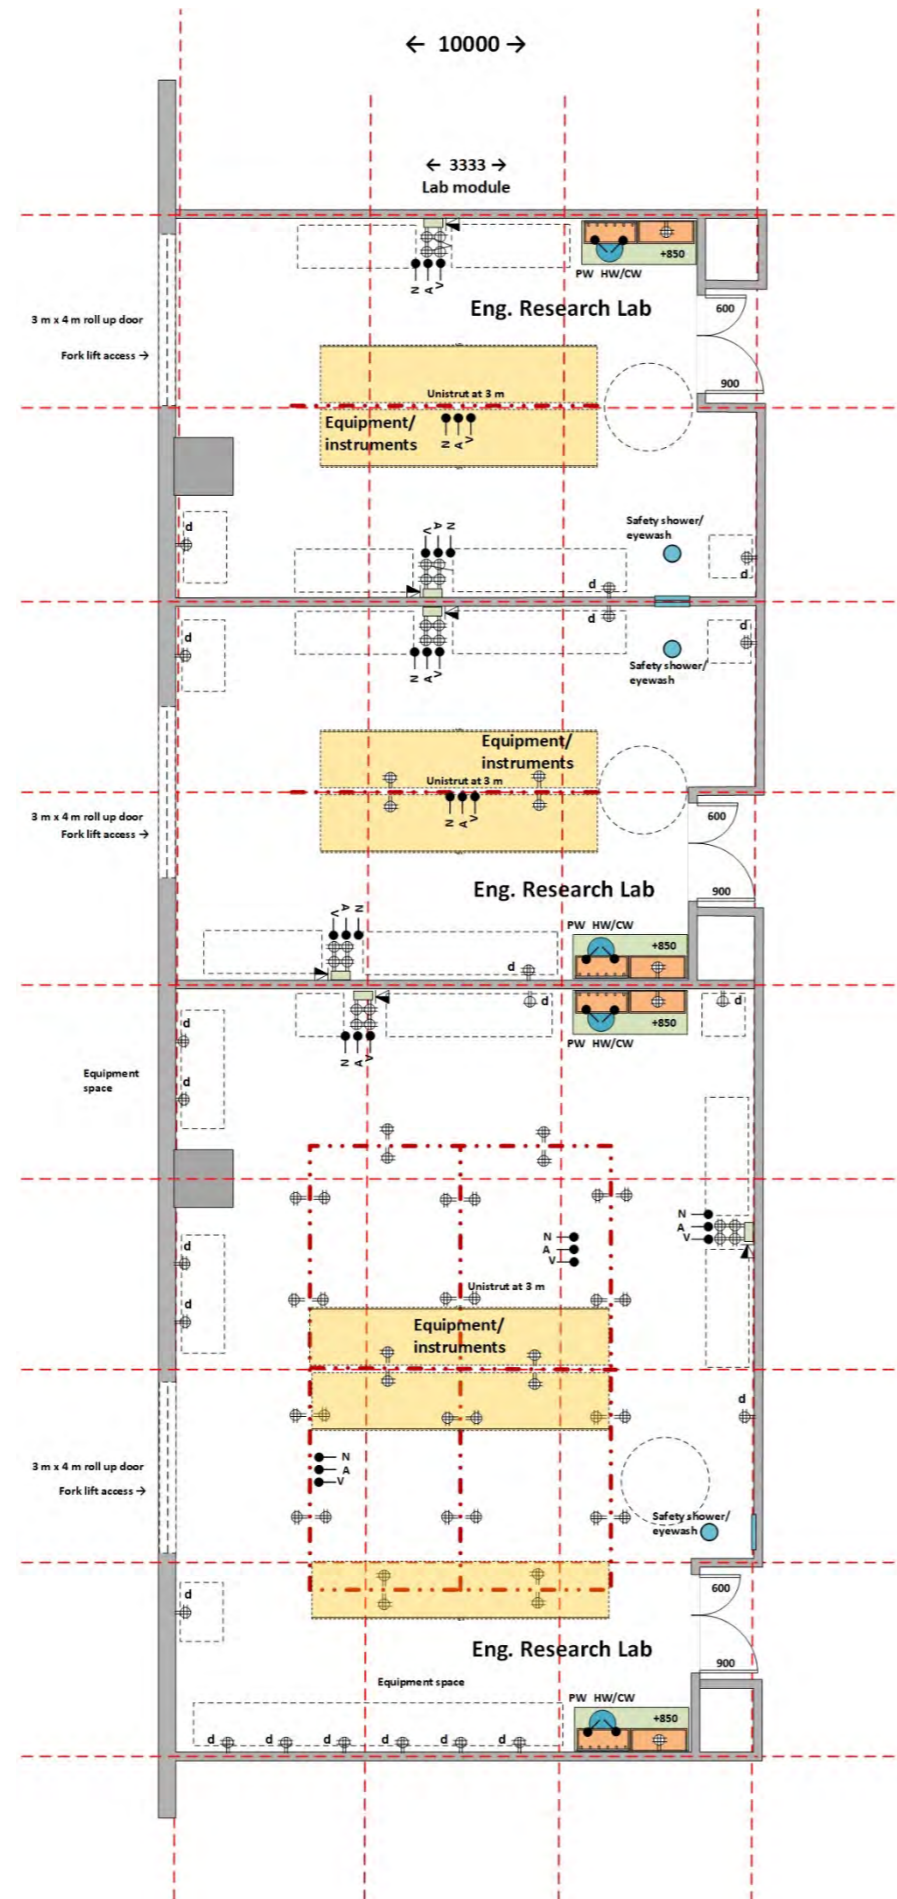 ← 10000 →
← 3333 →
Lab module
+850
PW HW/CW
N A V
Eng. Research Lab
600
3 m x 4 m roll up door
Fork lift access →
900
Unistrut at 3 m
Equipment/
instruments
N A V
d
V A N
Safety shower/
eyewash
d
d
d
d
d
N A V
Safety shower/
eyewash
Equipment/
instruments
Unistrut at 3 m
N A V
3 m x 4 m roll up door
Fork lift access →
600
Eng. Research Lab
900
V A N
PW HW/CW
+850
d
d
d
d
+850
N A V
PW HW/CW
Equipment
space
d
N
A
V
N
A
V
d
Unistrut at 3 m
d
Equipment/
instruments
d
N
A
V
3 m x 4 m roll up door
Fork lift access →
Safety shower/
eyewash
d
600
Eng. Research Lab
900
Equipment space
PW HW/CW
+850
d d d d d d